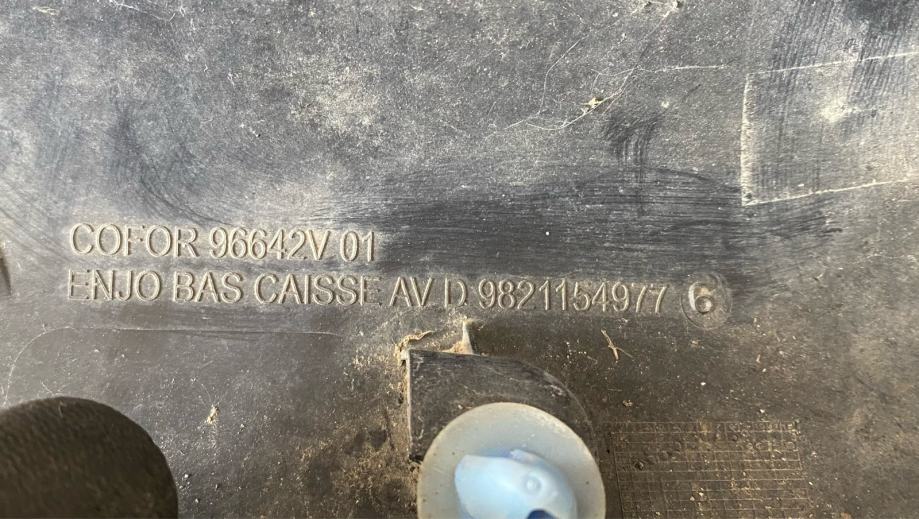 COFOR 96642V 01
ENJO BAS CAISSE AV D 9821154977 6